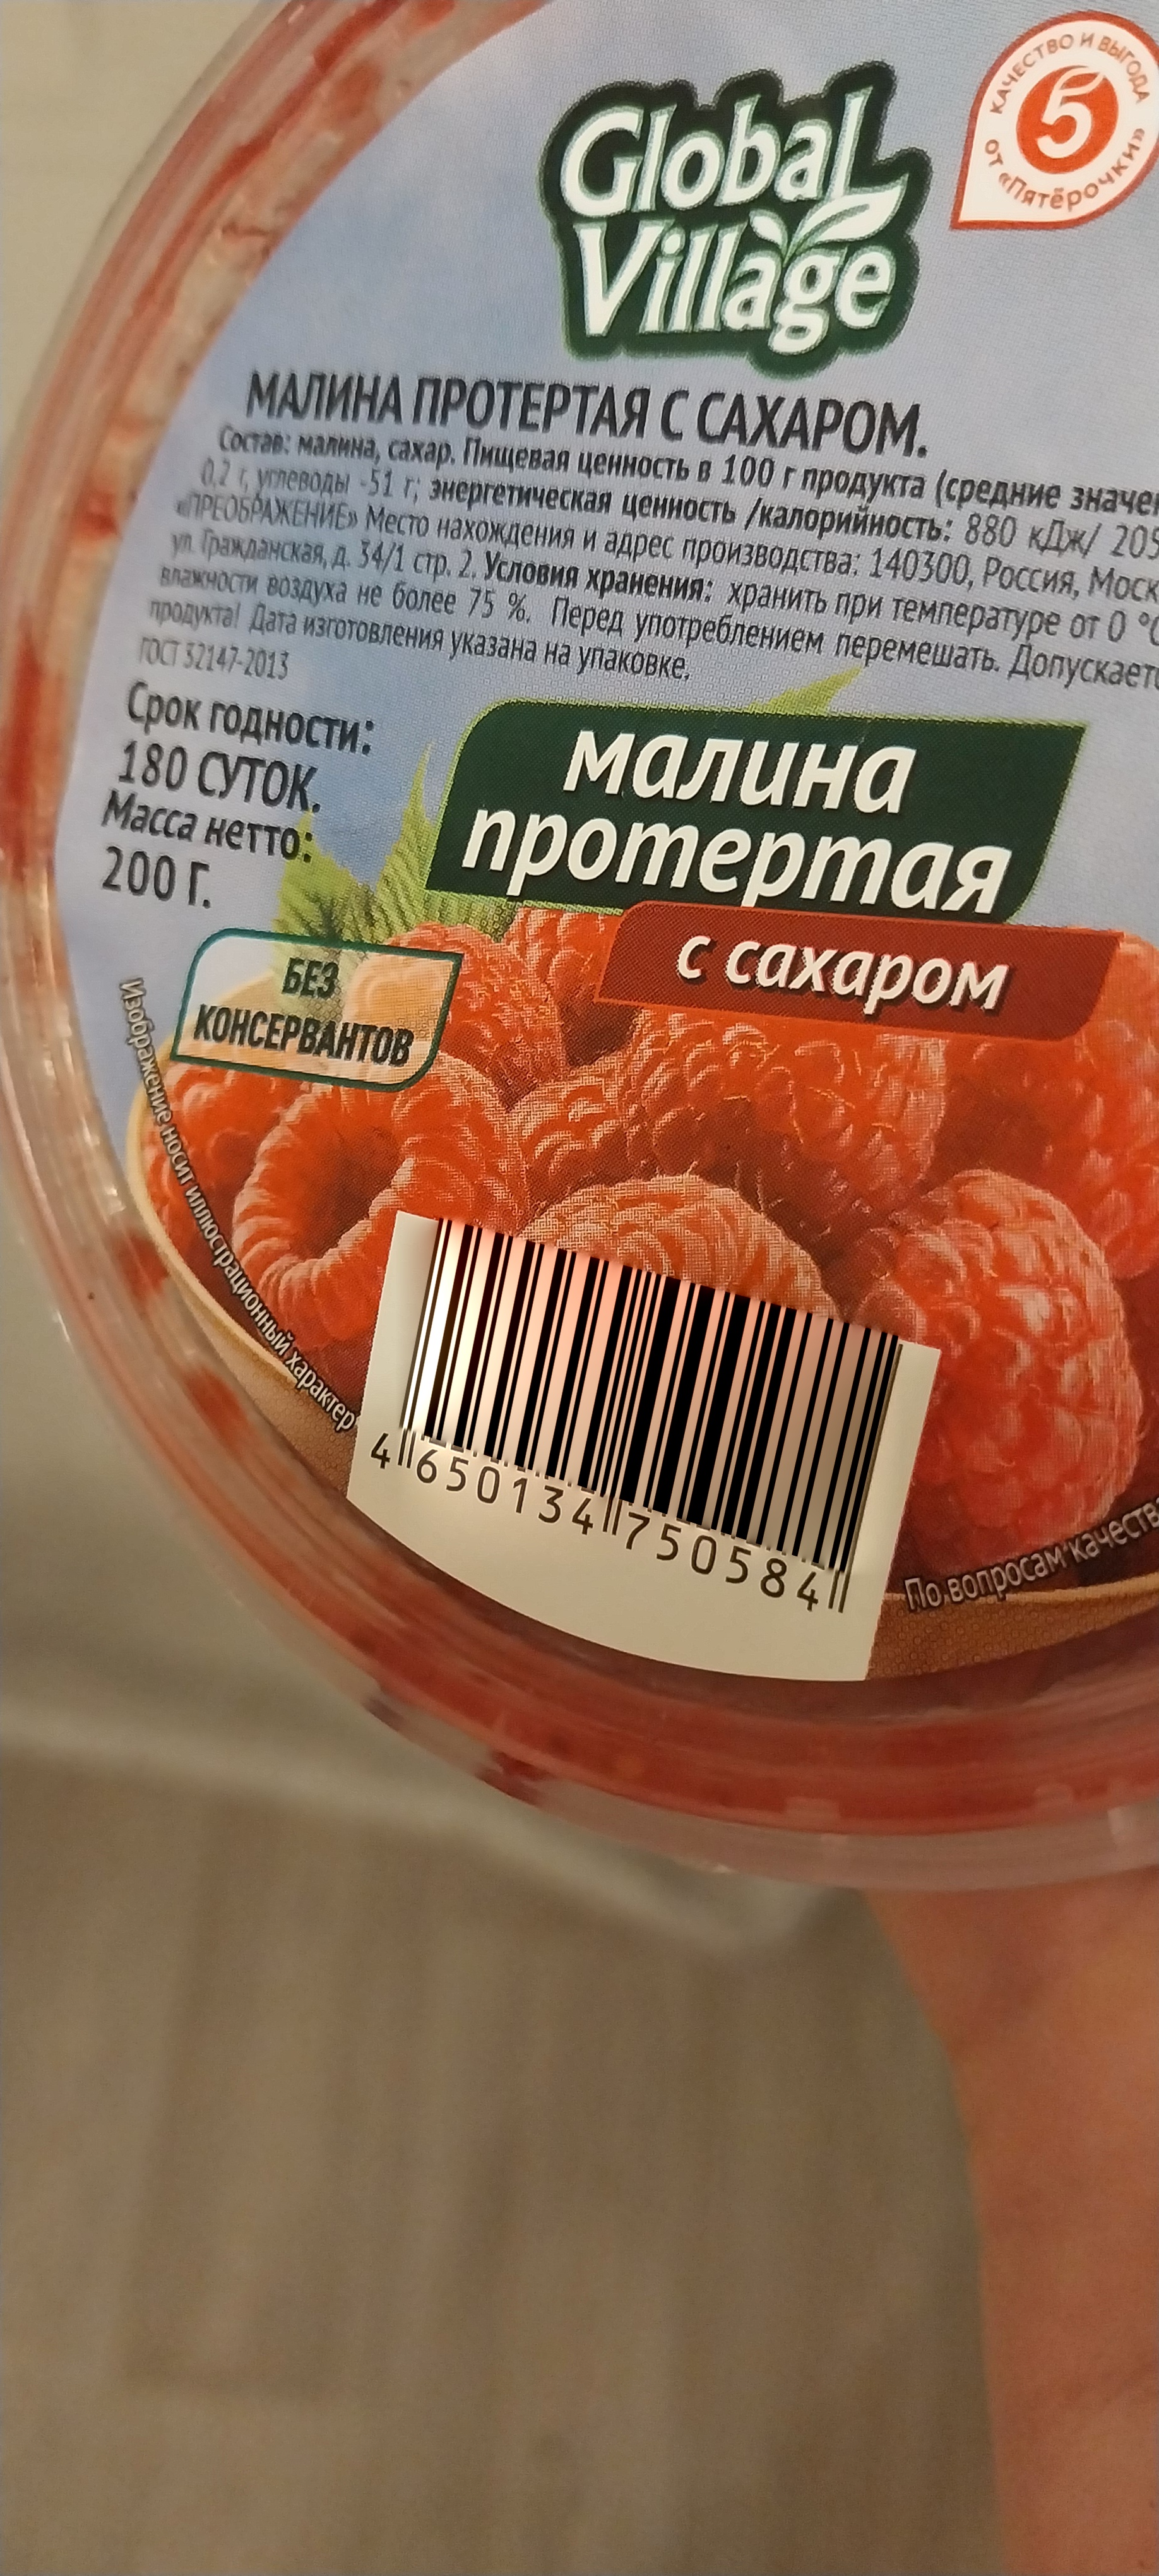 Global
Village
КАЧЕСТВО И ВЫГОДА
5
ОТ «Пятёрочки»
МАЛИНА ПРОТЕРТАЯ С САХАРОМ.
Состав: малина, сахар. Пищевая ценность в 100 г продукта (средние
0,2 г, углеводы -51 г; энергетическая ценность /калорийность: 880 кДж/ 205
«ПРЕОБРАЖЕНИЕ» Место нахождения и адрес производства: 140300, Россия,
ул. Гражданская, д. 34/1 стр. 2. Условия хранения: хранить при температуре от 0
влажности воздуха не более 75 %. Перед употреблением перемешать.
продукта! Дата изготовления указана на упаковке.
ГОСТ 32147-2013
Срок годности:
180 СУТОК.
Масса нетто:
200 Г.
малина
протертая
с сахаром
БЕЗ
КОНСЕРВАНТОВ
Изображение носит иллюстрационный характер
4 650134 750584
По вопросам качества